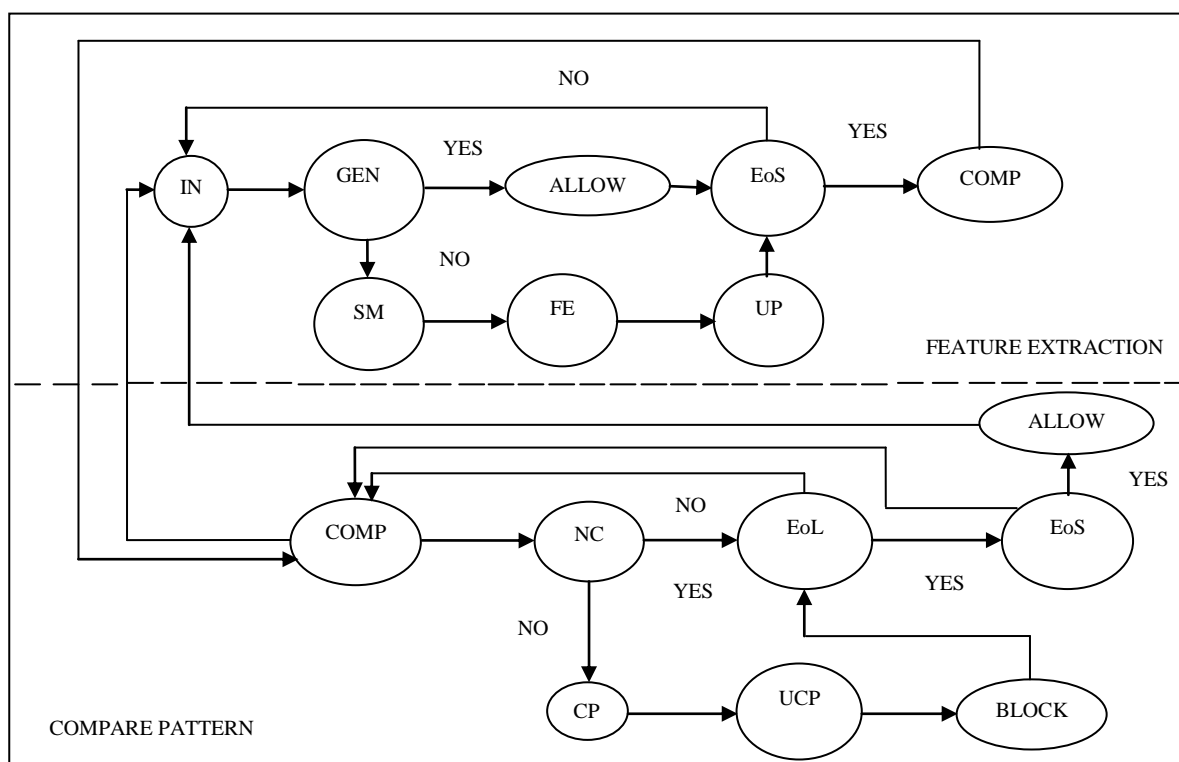 NO
YES
IN
GEN
YES
ALLOW
EoS
COMP
NO
SM
FE
UP
FEATURE EXTRACTION
ALLOW
YES
COMP
NC
NO
EoL
EoS
YES
YES
NO
CP
UCP
BLOCK
COMPARE PATTERN